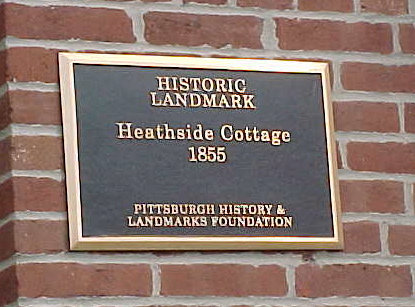 HISTORIC
LANDMARK
Heathside Cottage
1855
PITTSBURGH HISTORY &
LANDMARKS FOUNDATION